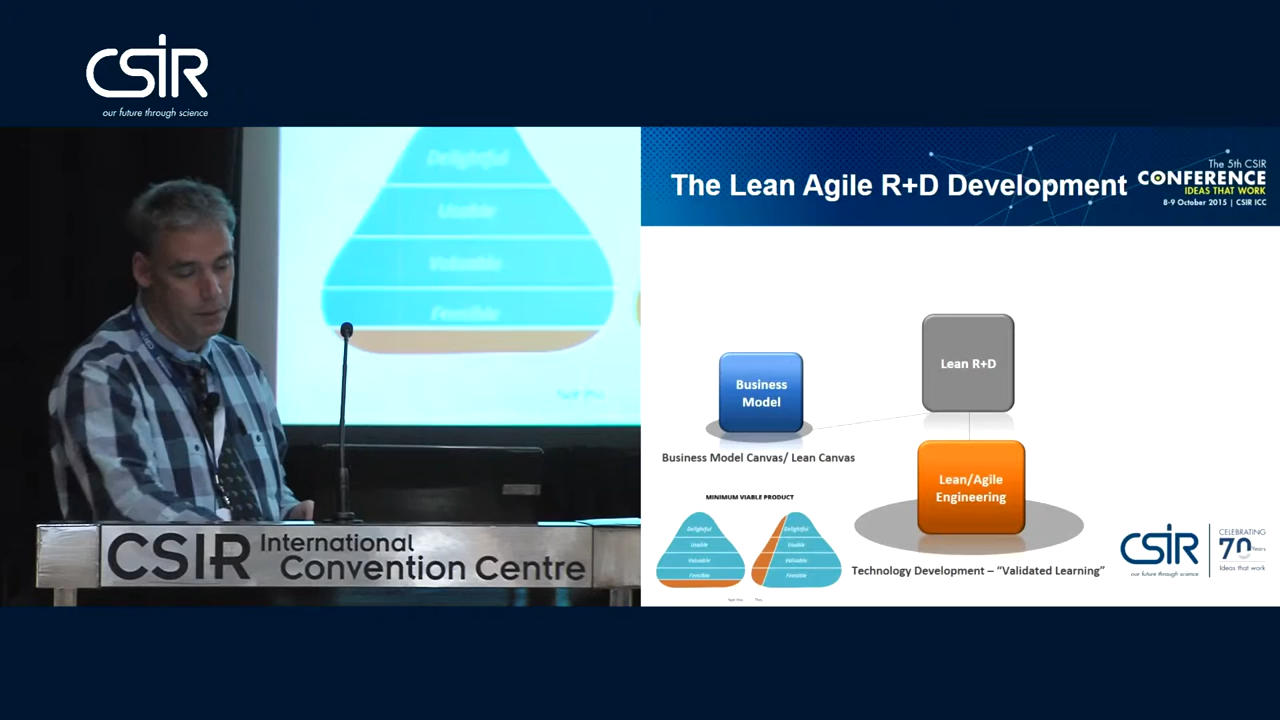 CSIR
our future through science
Delightful
Usable
Valuable
Feasible
CSIR International
Convention Centre
The Lean Agile R+D Development
The 5th CSIR
CONFERENCE
IDEAS THAT WORK
8-9 October 2015 | CSIR ICC
Business
Model
Lean R+D
Business Model Canvas/ Lean Canvas
Lean/Agile
Engineering
MINIMUM VIABLE PRODUCT
Delightful
Usable
Valuable
Feasible
Delightful
Usable
Valuable
Feasible
Not this
This
Technology Development – “Validated Learning”
CSIR
our future through science
CELEBRATING
70 Years
Ideas that work